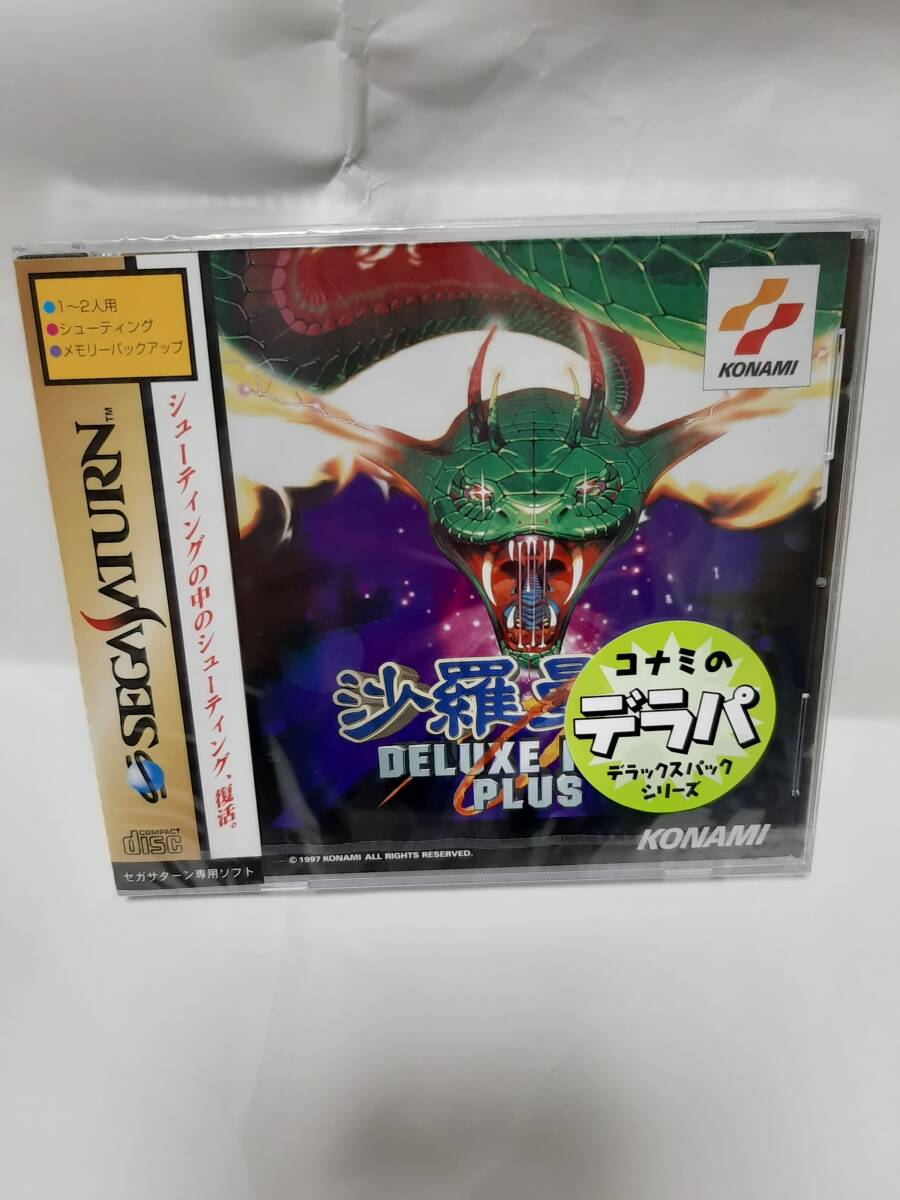 1〜2人用
シューティング
メモリーバックアップ
シューティングの中のシューティング、復活。
SEGA SATURN™
COMPACT
disc
セガサターン専用ソフト
KONAMI
沙羅曼
DELUXE
PLUS
コナミの
デラパ
デラックスパック
シリーズ
KONAMI
© 1997 KONAMI ALL RIGHTS RESERVED.